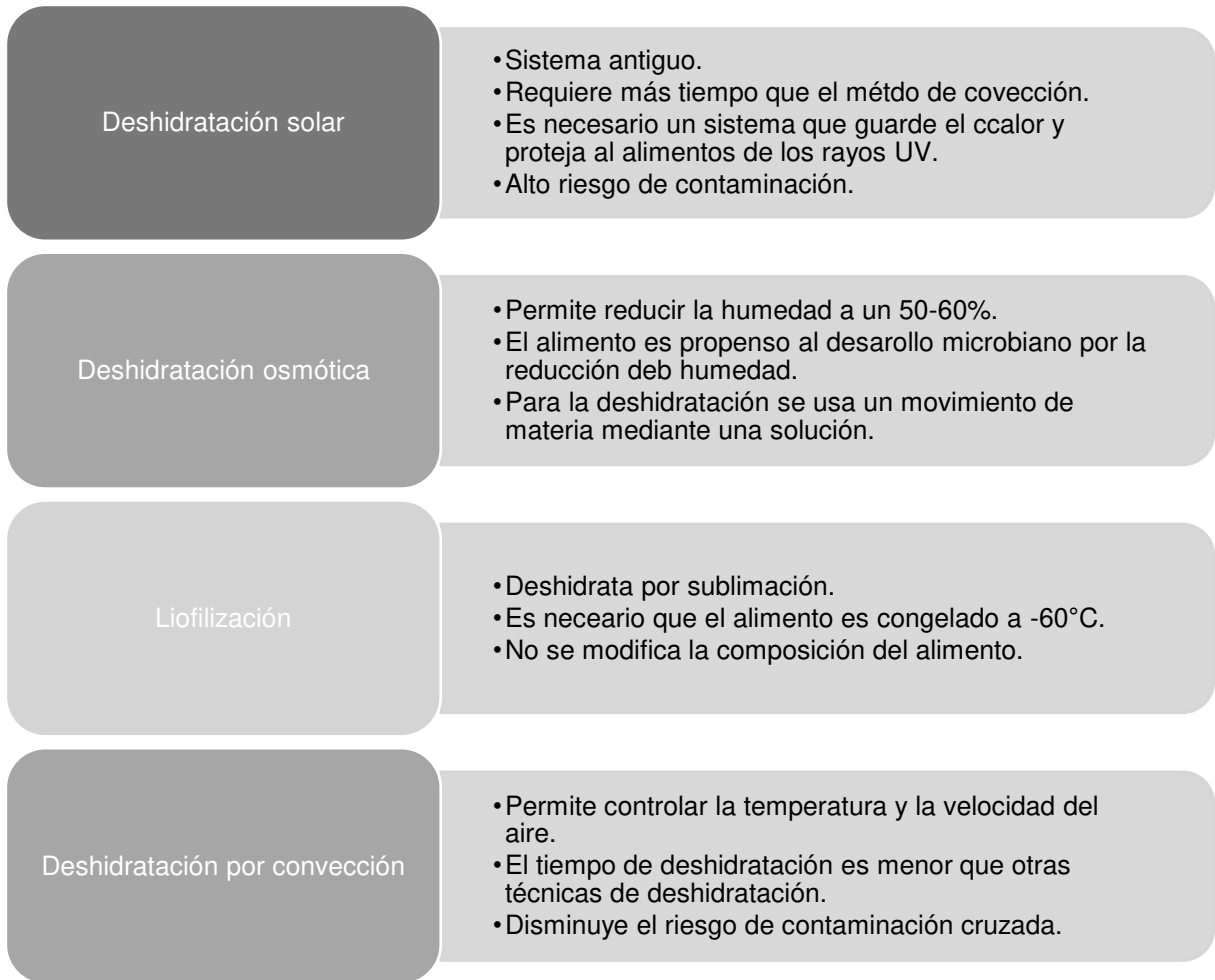 Deshidratación solar
•Sistema antiguo.
•Requiere más tiempo que el métdo de covección.
•Es necesario un sistema que guarde el ccalor y
proteja al alimentos de los rayos UV.
•Alto riesgo de contaminación.
Deshidratación osmótica
•Permite reducir la humedad a un 50-60%.
•El alimento es propenso al desarollo microbiano por la
reducción deb humedad.
•Para la deshidratación se usa un movimiento de
materia mediante una solución.
Liofilización
•Deshidrata por sublimación.
•Es neceario que el alimento es congelado a -60°C.
•No se modifica la composición del alimento.
Deshidratación por convección
•Permite controlar la temperatura y la velocidad del
aire.
•El tiempo de deshidratación es menor que otras
técnicas de deshidratación.
•Disminuye el riesgo de contaminación cruzada.